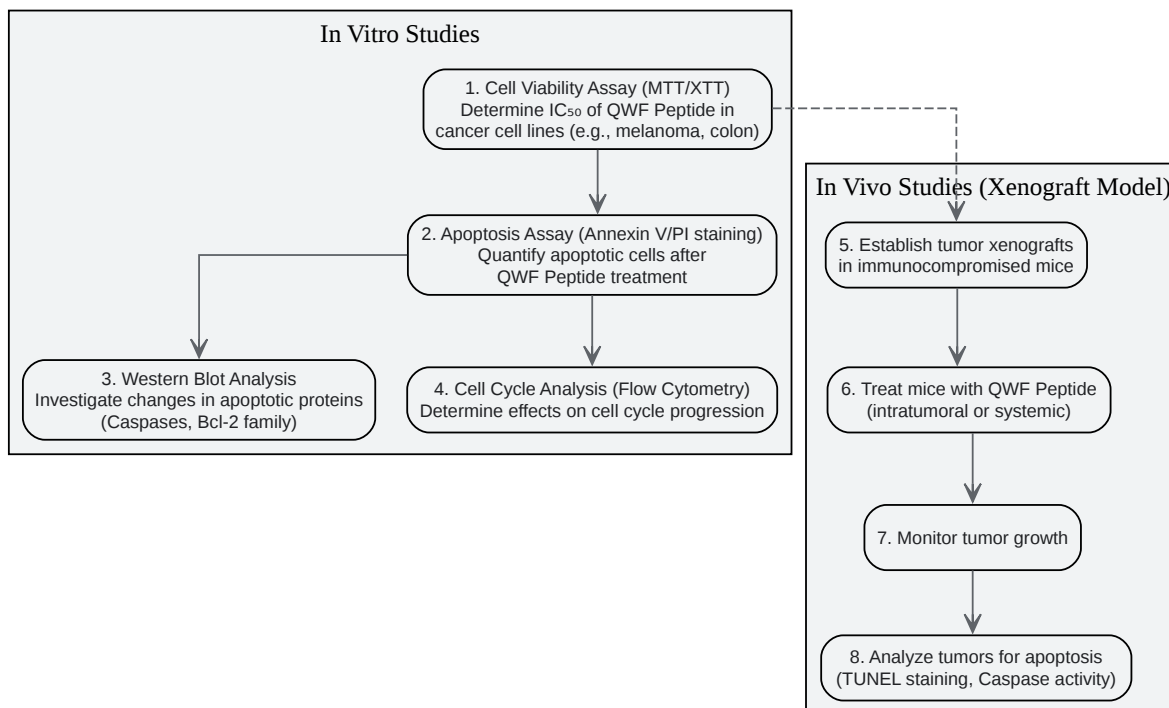 In Vitro Studies
1. Cell Viability Assay (MTT/XTT)
Determine IC₅₀ of QWF Peptide in
cancer cell lines (e.g., melanoma, colon)
2. Apoptosis Assay (Annexin V/PI staining)
Quantify apoptotic cells after
QWF Peptide treatment
3. Western Blot Analysis
Investigate changes in apoptotic proteins
(Caspases, Bcl-2 family)
4. Cell Cycle Analysis (Flow Cytometry)
Determine effects on cell cycle progression
In Vivo Studies (Xenograft Model)
5. Establish tumor xenografts
in immunocompromised mice
6. Treat mice with QWF Peptide
(intratumoral or systemic)
7. Monitor tumor growth
8. Analyze tumors for apoptosis
(TUNEL staining, Caspase activity)